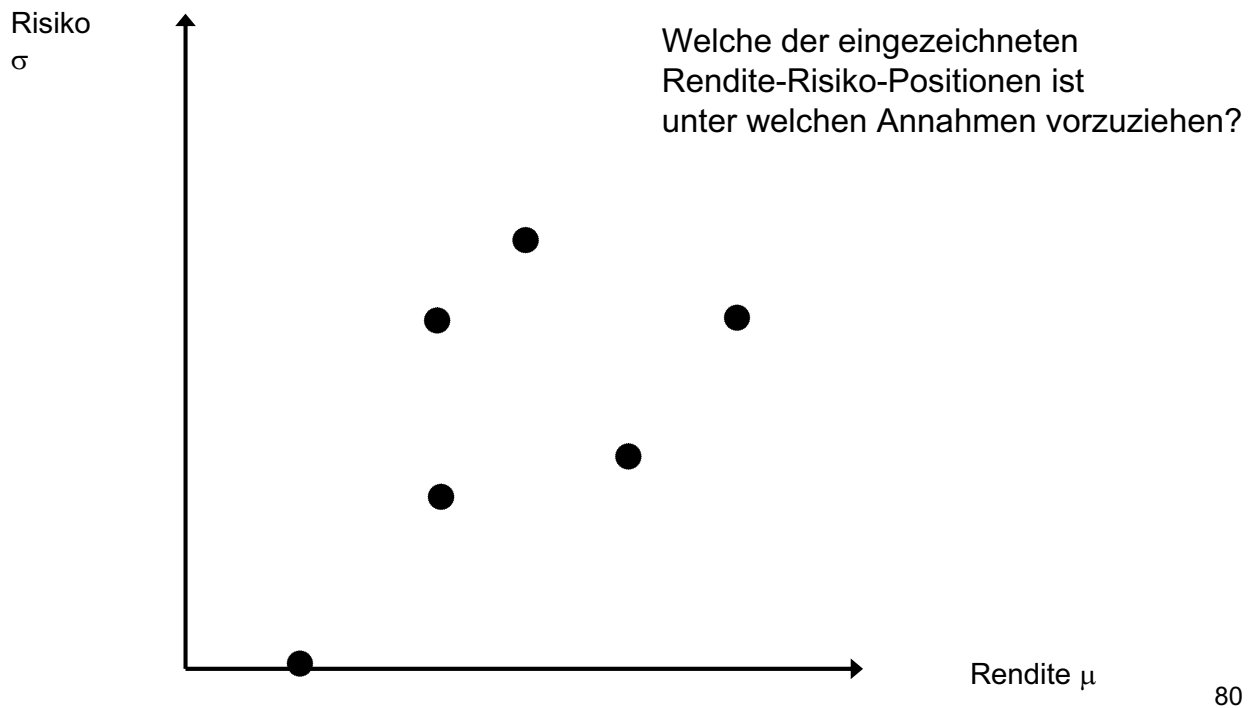 Risiko
σ
Welche der eingezeichneten
Rendite-Risiko-Positionen ist
unter welchen Annahmen vorzuziehen?
Rendite μ
80